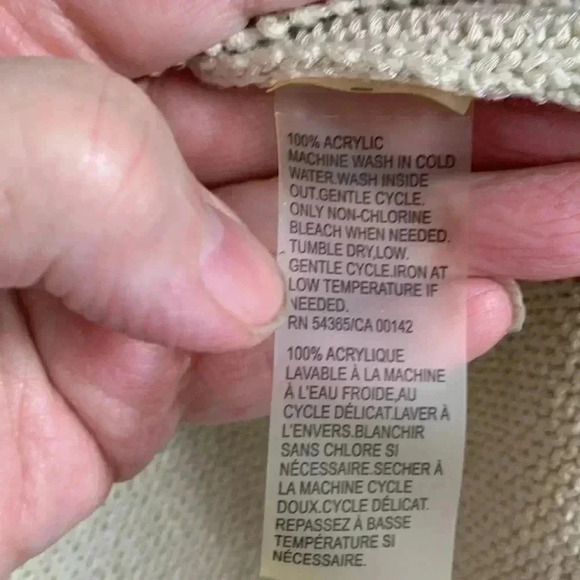 100% ACRYLIC
MACHINE WASH IN COLD
WATER.WASH INSIDE
OUT.GENTLE CYCLE.
ONLY NON-CHLORINE
BLEACH WHEN NEEDED.
TUMBLE DRY,LOW.
GENTLE CYCLE.IRON AT
LOW TEMPERATURE IF
NEEDED.
RN 54385/CA 00142
100% ACRYLIQUE
LAVABLE À LA MACHINE
À L'EAU FROIDE,AU
CYCLE DÉLICAT.LAVER À
L'ENVERS.BLANCHIR
SANS CHLORE SI
NÉCESSAIRE.SECHER À
LA MACHINE CYCLE
DOUX.CYCLE DÉLICAT.
REPASSEZ À BASSE
TEMPÉRATURE SI
NÉCESSAIRE.